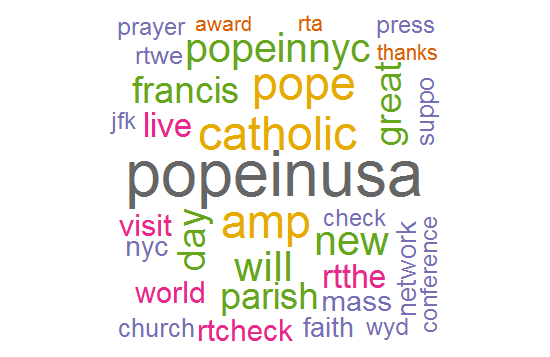 prayer award rta press
rtwe popeinnyc thanks
francis pope great suppo
jfk live catholic
popeinusa
visit day amp check
nyc will new network conference
world parish rtthe mass
church rtcheck faith wyd